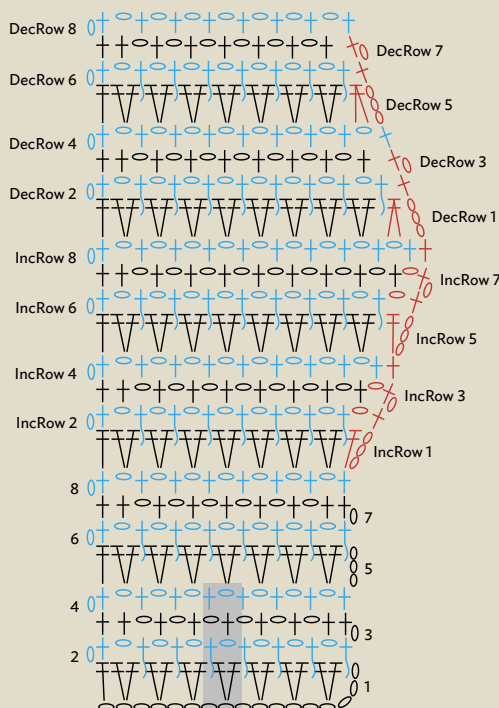 DecRow 8
DecRow 7
DecRow 6
DecRow 5
DecRow 4
DecRow 3
DecRow 2
DecRow 1
IncRow 8
IncRow 7
IncRow 6
IncRow 5
IncRow 4
IncRow 3
IncRow 2
IncRow 1
8
7
6
5
4
3
2
1